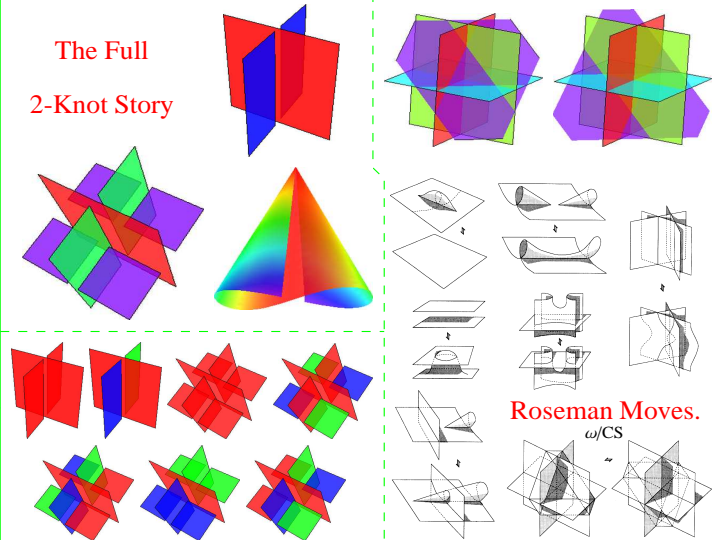 The Full
2-Knot Story
Roseman Moves.
ω/CS